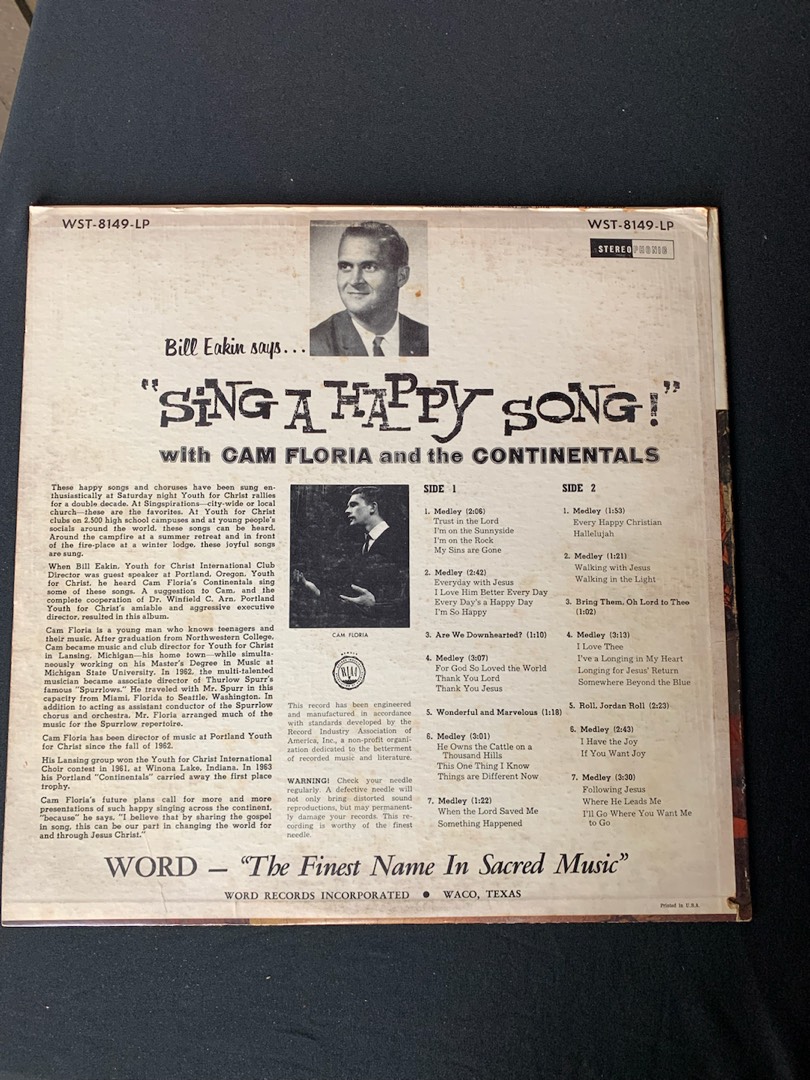 WST-8149-LP
WST-8149-LP
STEREOPHONIC
Bill Eakin says...
"SING A HAPPY SONG!"
with CAM FLORIA and the CONTINENTALS
These happy songs and choruses have been sung en-
thusiastically at Saturday night Youth for Christ rallies
for a double decade. At Singspirations—city-wide or local
church—these are the favorites. At Youth for Christ
clubs on 2,500 high school campuses and at young people's
socials around the world, these songs can be heard.
Around the campfire at a summer retreat and in front
of the fire-place at a winter lodge, these joyful songs
are sung.
When Bill Eakin, Youth for Christ International Club
Director was guest speaker at Portland, Oregon, Youth
for Christ, he heard Cam Floria's Continentals sing
some of these songs. A suggestion to Cam, and the
complete cooperation of Dr. Winfield C. Arn, Portland
Youth for Christ's amiable and aggressive executive
director, resulted in this album.
Cam Floria is a young man who knows teenagers and
their music. After graduation from Northwestern College,
Cam became music and club director for Youth for Christ
in Lansing, Michigan—his home town—while simulta-
neously working on his Master's Degree in Music at
Michigan State University. In 1962, the multi-talented
musician became associate director of Thurlow Spurr's
famous "Spurrlows." He traveled with Mr. Spurr in this
capacity from Miami, Florida to Seattle, Washington. In
addition to acting as assistant conductor of the Spurrlow
chorus and orchestra, Mr. Floria arranged much of the
music for the Spurrlow repertoire.
Cam Floria has been director of music at Portland Youth
for Christ since the fall of 1962.
His Lansing group won the Youth for Christ International
Choir contest in 1961, at Winona Lake, Indiana. In 1963
his Portland "Continentals" carried away the first place
trophy.
Cam Floria's future plans call for more and more
presentations of such happy singing across the continent,
"because" he says, "I believe that by sharing the gospel
in song, this can be our part in changing the world for
and through Jesus Christ."
CAM FLORIA
RIAA
This record has been engineered
and manufactured in accordance
with standards developed by the
Record Industry Association of
America, Inc., a non-profit organi-
zation dedicated to the betterment
of recorded music and literature.
WARNING! Check your needle
regularly. A defective needle will
not only bring distorted sound
reproductions, but may permanent-
ly damage your records. This re-
cording is worthy of the finest
needle.
SIDE 1
1. Medley (2:06)
Trust in the Lord
I'm on the Sunnyside
I'm on the Rock
My Sins are Gone
2. Medley (2:42)
Everyday with Jesus
I Love Him Better Every Day
Every Day's a Happy Day
I'm So Happy
3. Are We Downhearted? (1:10)
4. Medley (3:07)
For God So Loved the World
Thank You Lord
Thank You Jesus
5. Wonderful and Marvelous (1:18)
6. Medley (3:01)
He Owns the Cattle on a
Thousand Hills
This One Thing I Know
Things are Different Now
7. Medley (1:22)
When the Lord Saved Me
Something Happened
SIDE 2
1. Medley (1:53)
Every Happy Christian
Hallelujah
2. Medley (1:21)
Walking with Jesus
Walking in the Light
3. Bring Them, Oh Lord to Thee
(1:02)
4. Medley (3:13)
I Love Thee
I've a Longing in My Heart
Longing for Jesus' Return
Somewhere Beyond the Blue
5. Roll, Jordan Roll (2:23)
6. Medley (2:43)
I Have the Joy
If You Want Joy
7. Medley (3:30)
Following Jesus
Where He Leads Me
I'll Go Where You Want Me
to Go
WORD — "The Finest Name In Sacred Music"
WORD RECORDS INCORPORATED ● WACO, TEXAS
Printed in U.S.A.